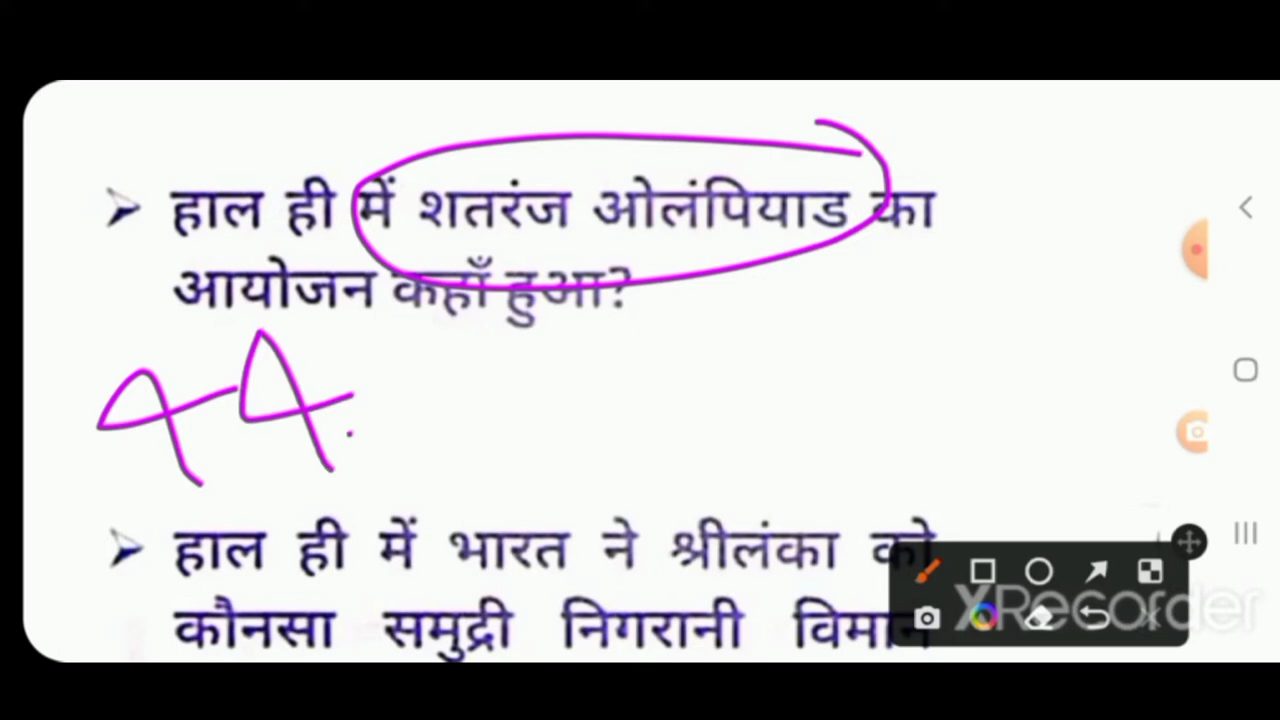 हाल ही में शतरंज ओलंपियाड का
आयोजन कहाँ हुआ?
44.
हाल ही में भारत ने श्रीलंका को
कौनसा समुद्री निगरानी विमान
XRecorder